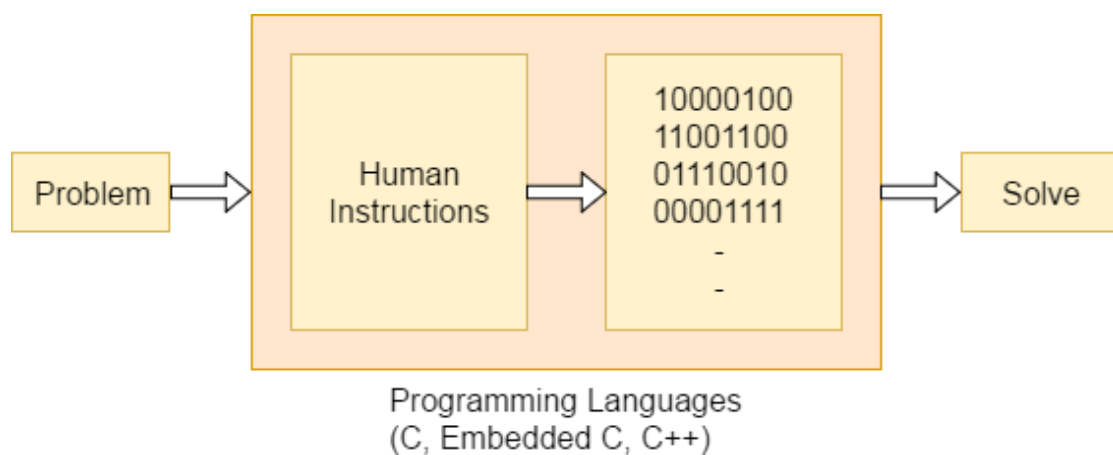 Problem
Human
Instructions
10000100
11001100
01110010
00001111
-
-
Solve
Programming Languages
(C, Embedded C, C++)